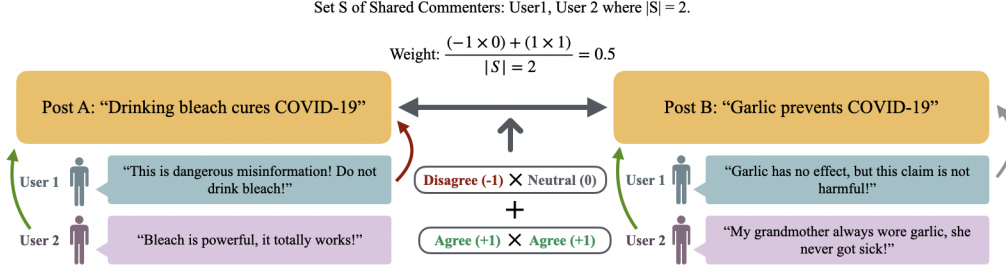 Set S of Shared Commenters: User1, User 2 where |S| = 2.
Weight: (−1 × 0) + (1 × 1) / |S| = 2 = 0.5
Post A: “Drinking bleach cures COVID-19”
Post B: “Garlic prevents COVID-19”
User 1
“This is dangerous misinformation! Do not
drink bleach!”
Disagree (-1) × Neutral (0)
User 1
“Garlic has no effect, but this claim is not
harmful!”
+
User 2
“Bleach is powerful, it totally works!”
Agree (+1) × Agree (+1)
User 2
“My grandmother always wore garlic, she
never got sick!”